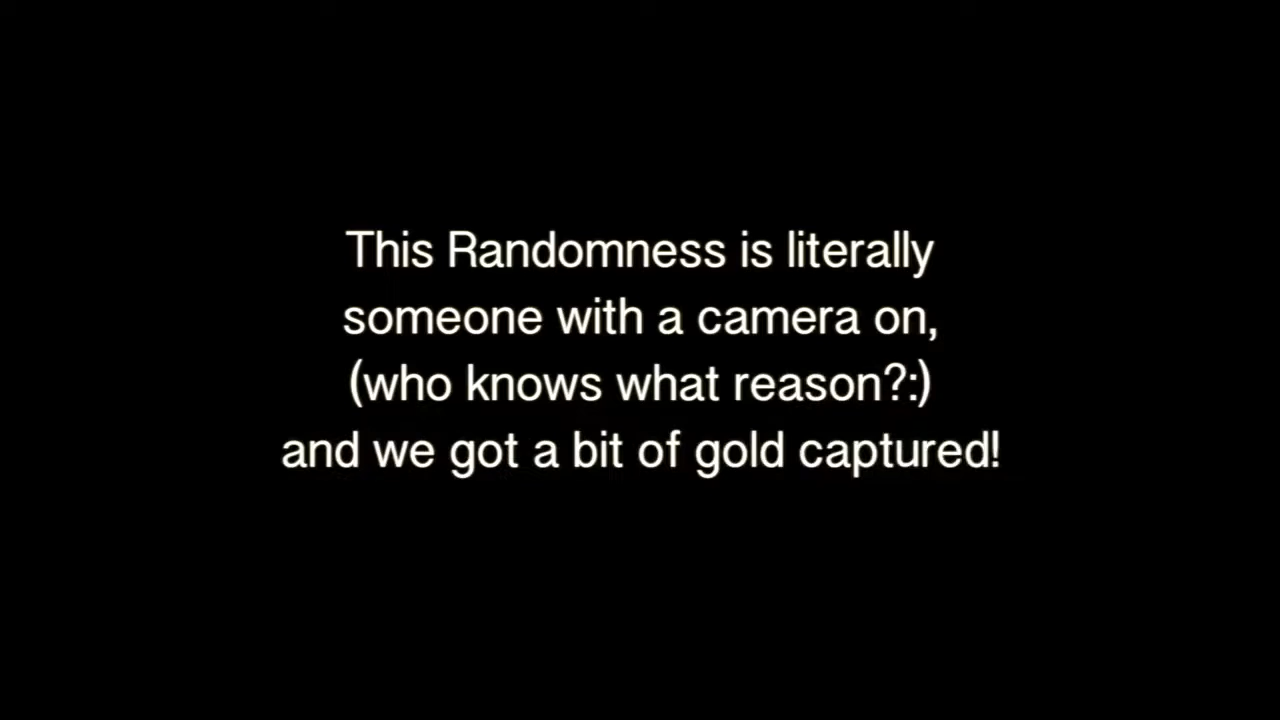 This Randomness is literally
someone with a camera on,
(who knows what reason?:)
and we got a bit of gold captured!